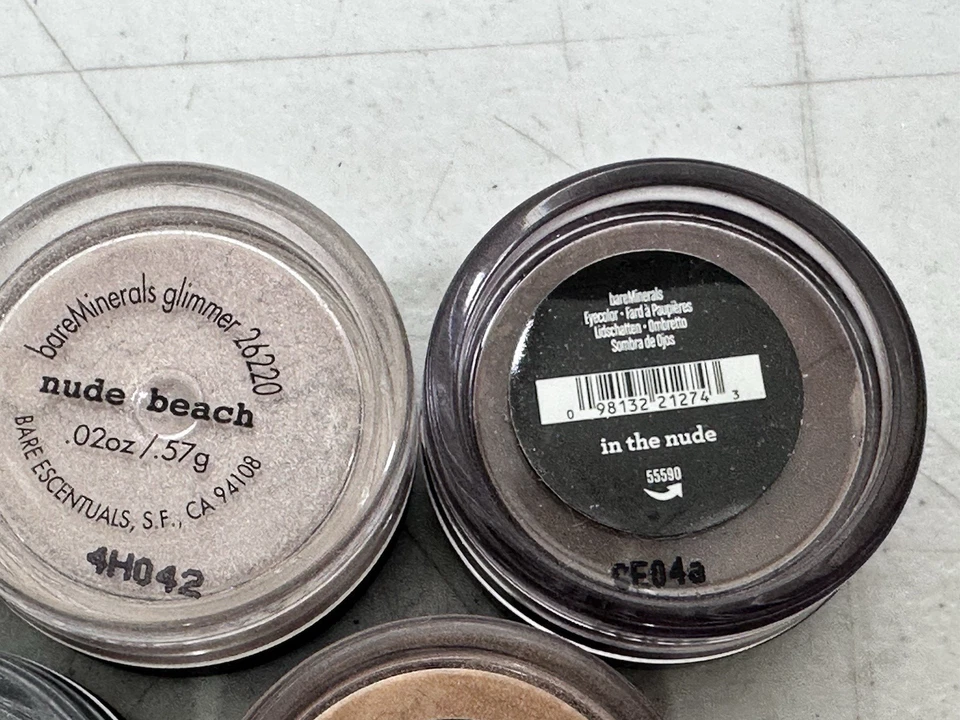 bareMinerals glimmer 26220
nude beach
.02oz / .57g
BARE ESCENTUALS, S.F., CA 94108
4H042
bareMinerals
Eyecolor • Fard à Paupières
Lidschatten • Ombretto
Sombra de Ojos
0 98132 21274 3
in the nude
55590